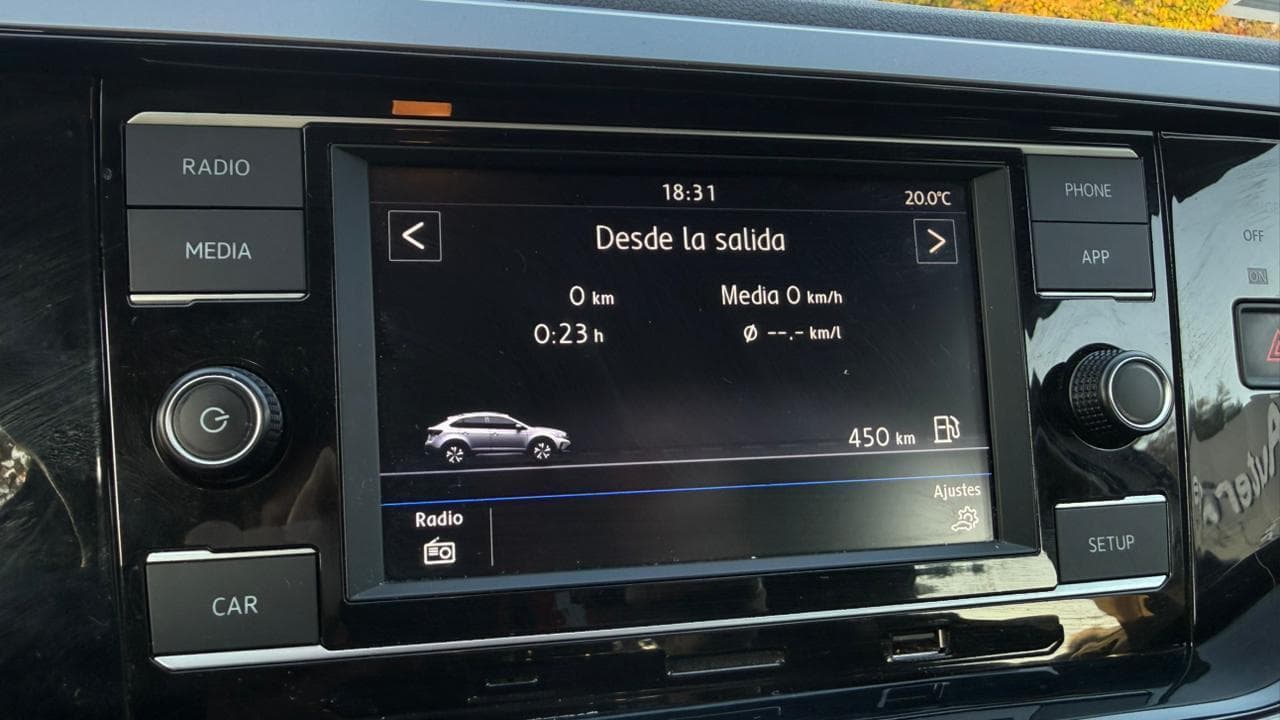 RADIO
MEDIA
CAR
18:31
20.0°C
<
Desde la salida
>
0 km
Media 0 km/h
0:23 h
Ø --.- km/l
450 km
Radio
Ajustes
PHONE
APP
SETUP
OFF
ON